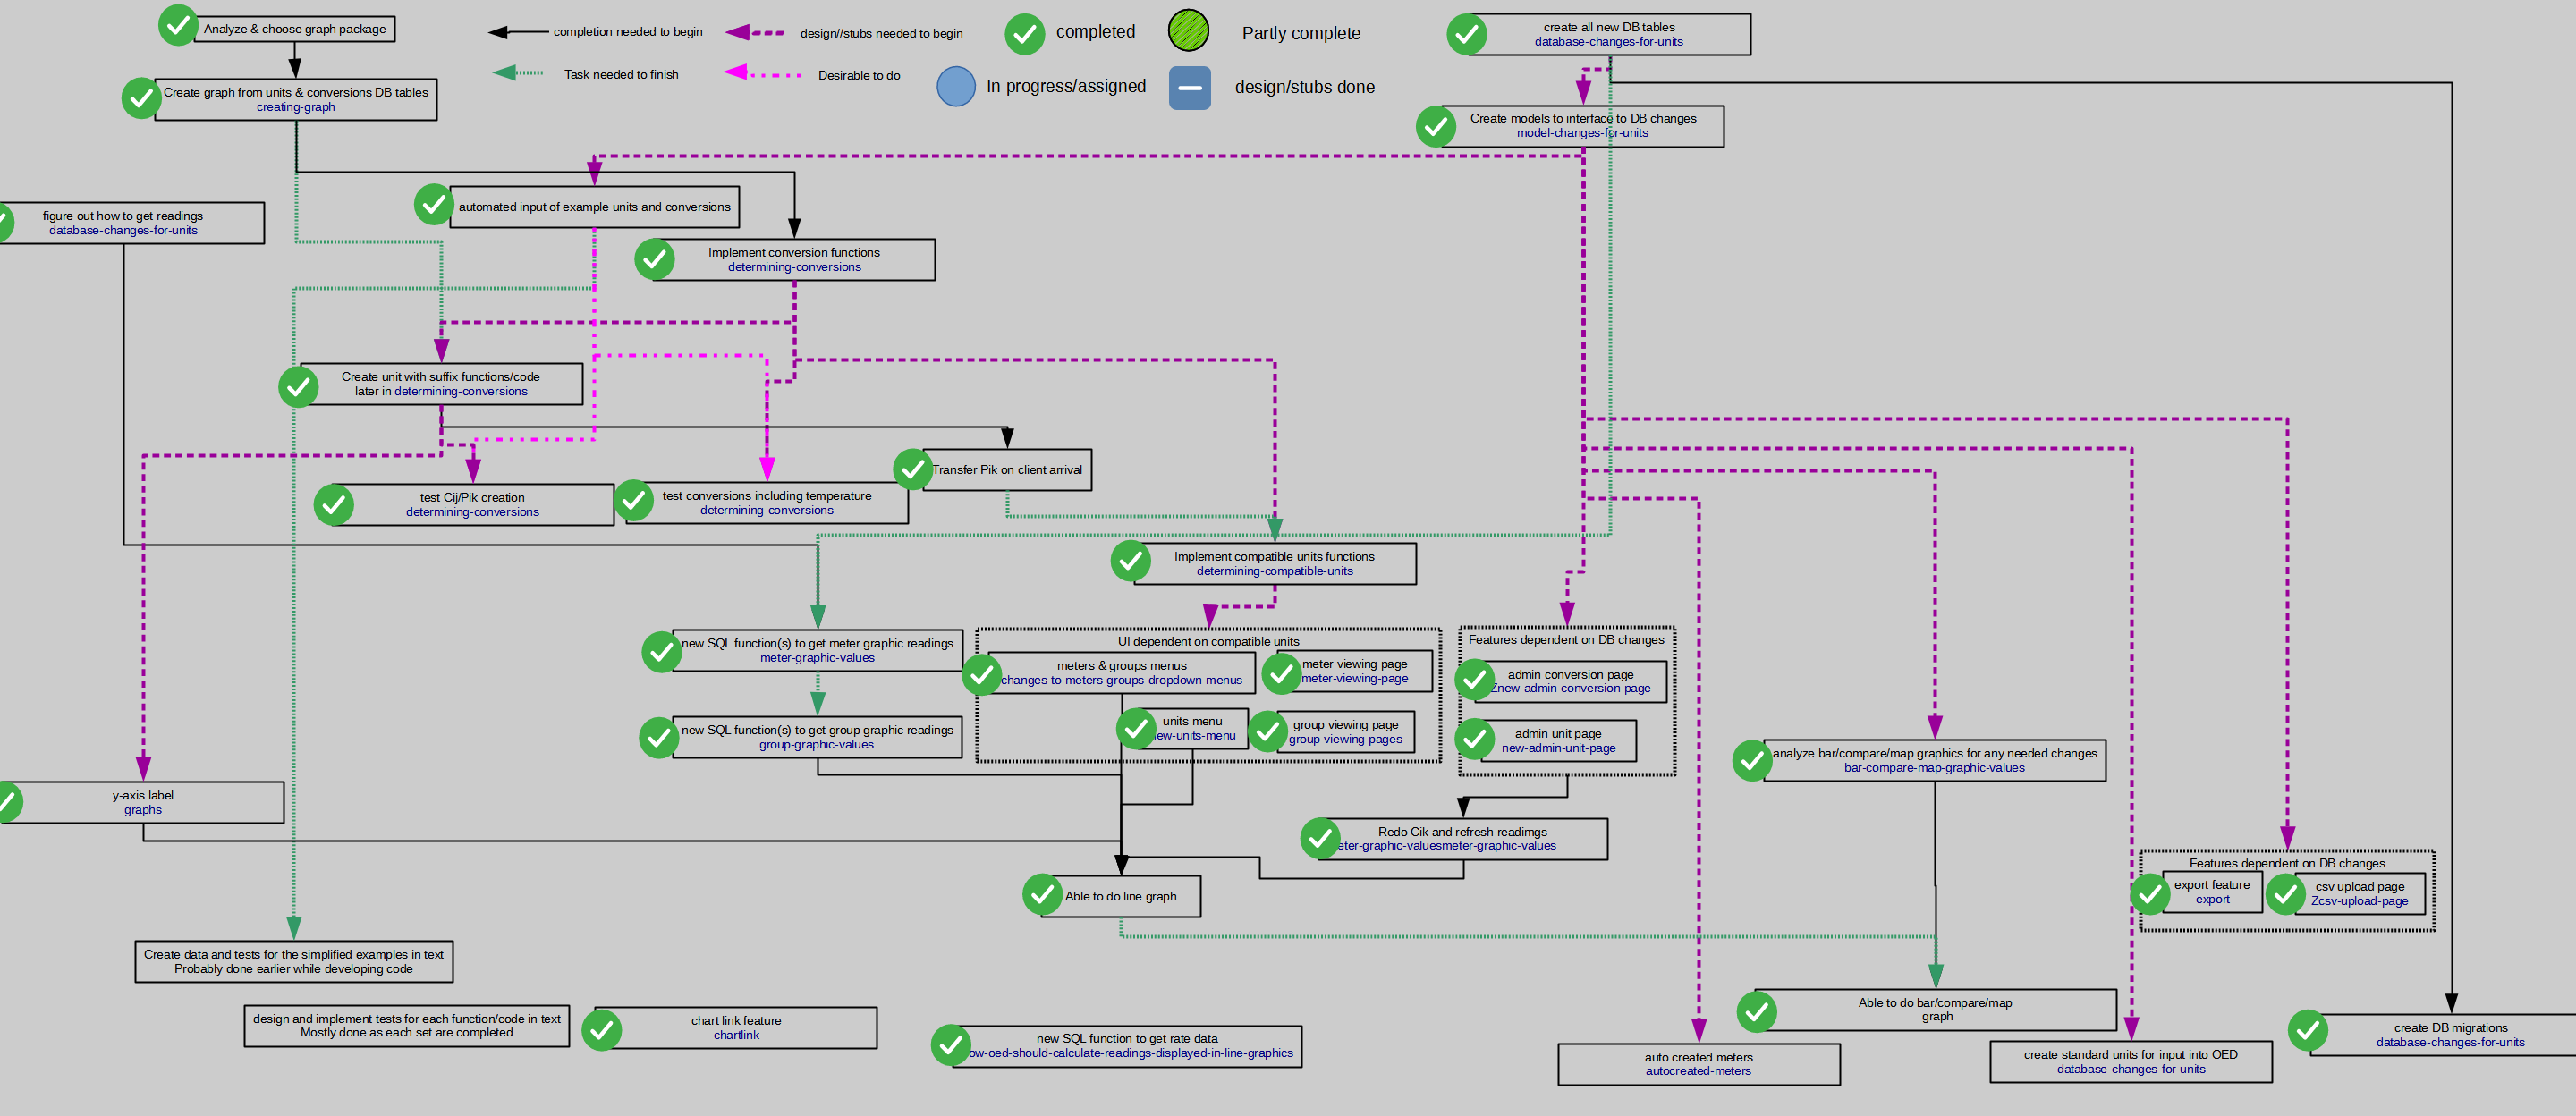 Analyze & choose graph package
completion needed to begin
design//stubs needed to begin
completed
Partly complete
Task needed to finish
Desirable to do
In progress/assigned
design/stubs done
create all new DB tables
database-changes-for-units
Create graph from units & conversions DB tables
creating-graph
Create models to interface to DB changes
model-changes-for-units
automated input of example units and conversions
figure out how to get readings
database-changes-for-units
Implement conversion functions
determining-conversions
Create unit with suffix functions/code
later in determining-conversions
Transfer Pik on client arrival
test Cij/Pik creation
determining-conversions
test conversions including temperature
determining-conversions
Implement compatible units functions
determining-compatible-units
new SQL function(s) to get meter graphic readings
meter-graphic-values
UI dependent on compatible units
meters & groups menus
changes-to-meters-groups-dropdown-menus
meter viewing page
meter-viewing-page
units menu
ew-units-menu
group viewing page
group-viewing-pages
Features dependent on DB changes
admin conversion page
Znew-admin-conversion-page
admin unit page
new-admin-unit-page
new SQL function(s) to get group graphic readings
group-graphic-values
analyze bar/compare/map graphics for any needed changes
bar-compare-map-graphic-values
y-axis label
graphs
Redo Cik and refresh readimgs
eter-graphic-valuesmeter-graphic-values
Able to do line graph
Features dependent on DB changes
export feature
export
csv upload page
Zcsv-upload-page
Create data and tests for the simplified examples in text
Probably done earlier while developing code
design and implement tests for each function/code in text
Mostly done as each set are completed
chart link feature
chartlink
new SQL function to get rate data
ow-oed-should-calculate-readings-displayed-in-line-graphics
Able to do bar/compare/map
graph
auto created meters
autocreated-meters
create standard units for input into OED
database-changes-for-units
create DB migrations
database-changes-for-units